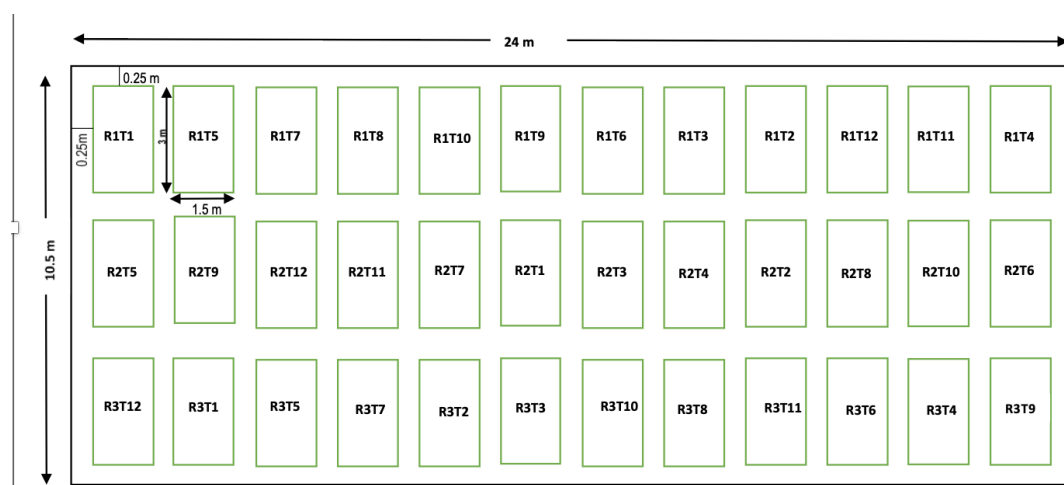 24 m
0.25 m
0.25m
3 m
1.5 m
10.5 m
R1T1 R1T5 R1T7 R1T8 R1T10 R1T9 R1T6 R1T3 R1T2 R1T12 R1T11 R1T4
R2T5 R2T9 R2T12 R2T11 R2T7 R2T1 R2T3 R2T4 R2T2 R2T8 R2T10 R2T6
R3T12 R3T1 R3T5 R3T7 R3T2 R3T3 R3T10 R3T8 R3T11 R3T6 R3T4 R3T9